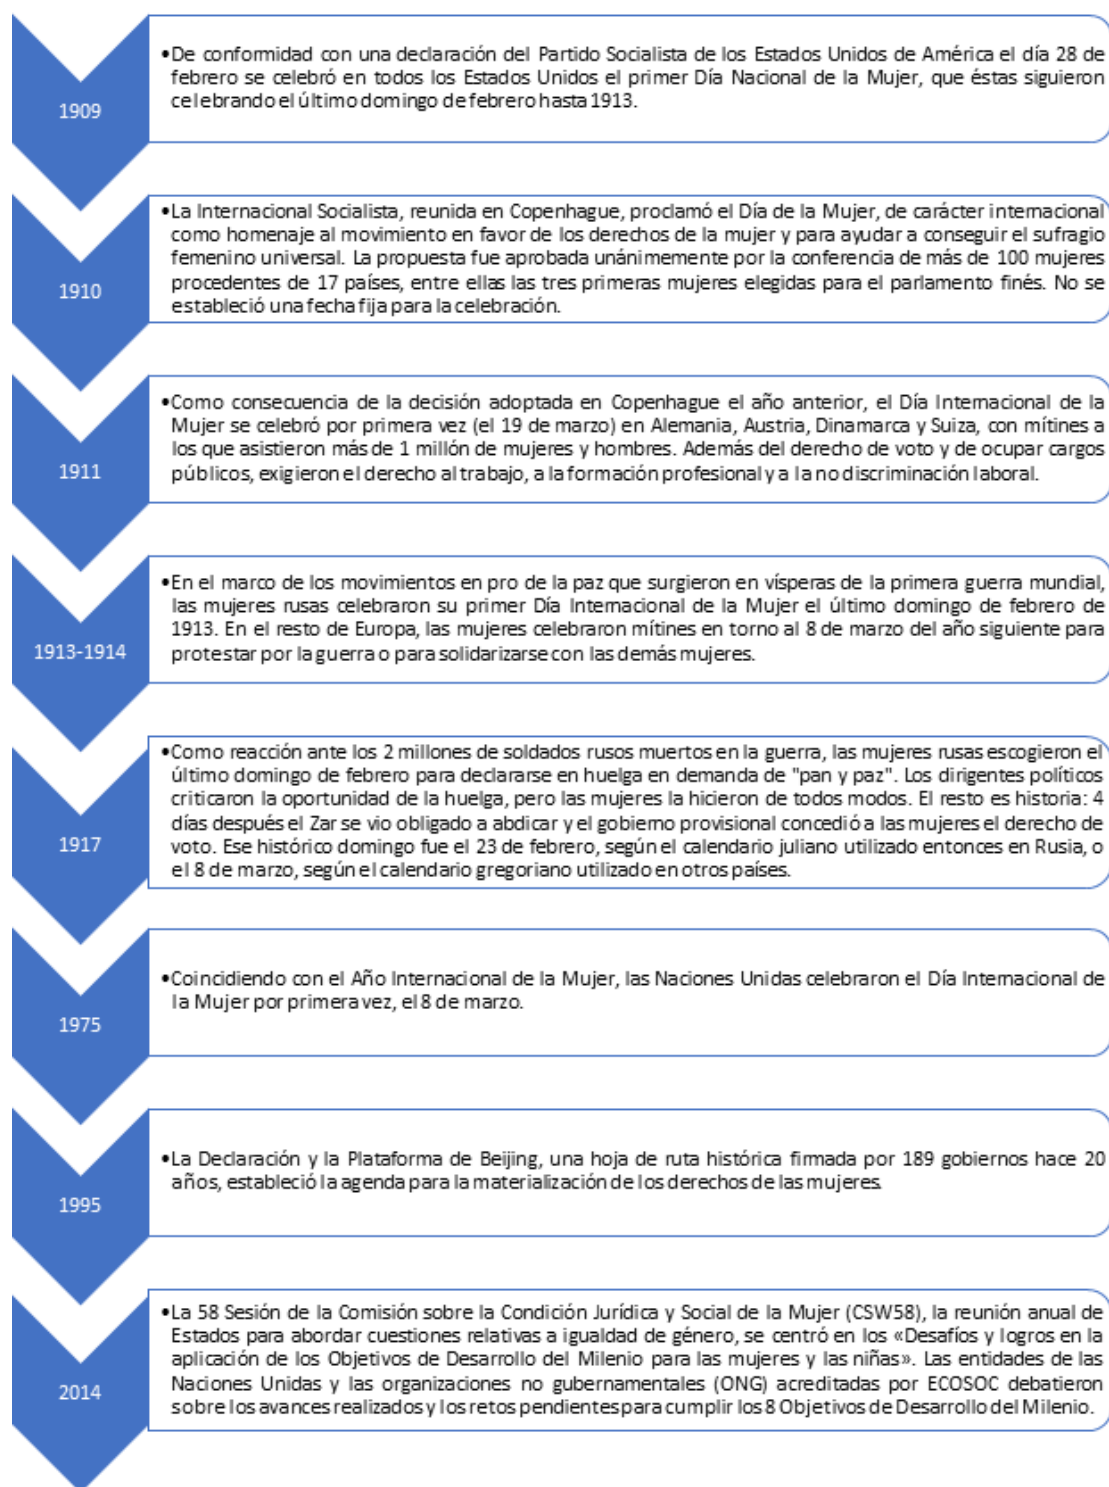 1909
•De conformidad con una declaración del Partido Socialista de los Estados Unidos de América el día 28 de
febrero se celebró en todos los Estados Unidos el primer Día Nacional de la Mujer, que éstas siguieron
celebrando el último domingo de febrero hasta 1913.
1910
•La Internacional Socialista, reunida en Copenhague, proclamó el Día de la Mujer, de carácter internacional
como homenaje al movimiento en favor de los derechos de la mujer y para ayudar a conseguir el sufragio
femenino universal. La propuesta fue aprobada unánimemente por la conferencia de más de 100 mujeres
procedentes de 17 países, entre ellas las tres primeras mujeres elegidas para el parlamento finés. No se
estableció una fecha fija para la celebración.
1911
•Como consecuencia de la decisión adoptada en Copenhague el año anterior, el Día Internacional de la
Mujer se celebró por primera vez (el 19 de marzo) en Alemania, Austria, Dinamarca y Suiza, con mítines a
los que asistieron más de 1 millón de mujeres y hombres. Además del derecho de voto y de ocupar cargos
públicos, exigieron el derecho al trabajo, a la formación profesional y a la no discriminación laboral.
1913-1914
•En el marco de los movimientos en pro de la paz que surgieron en vísperas de la primera guerra mundial,
las mujeres rusas celebraron su primer Día Internacional de la Mujer el último domingo de febrero de
1913. En el resto de Europa, las mujeres celebraron mítines en torno al 8 de marzo del año siguiente para
protestar por la guerra o para solidarizarse con las demás mujeres.
1917
•Como reacción ante los 2 millones de soldados rusos muertos en la guerra, las mujeres rusas escogieron el
último domingo de febrero para declararse en huelga en demanda de "pan y paz". Los dirigentes políticos
criticaron la oportunidad de la huelga, pero las mujeres la hicieron de todos modos. El resto es historia: 4
días después el Zar se vio obligado a abdicar y el gobierno provisional concedió a las mujeres el derecho de
voto. Ese histórico domingo fue el 23 de febrero, según el calendario juliano utilizado entonces en Rusia, o
el 8 de marzo, según el calendario gregoriano utilizado en otros países.
1975
•Coincidiendo con el Año Internacional de la Mujer, las Naciones Unidas celebraron el Día Internacional de
la Mujer por primera vez, el 8 de marzo.
1995
•La Declaración y la Plataforma de Beijing, una hoja de ruta histórica firmada por 189 gobiernos hace 20
años, estableció la agenda para la materialización de los derechos de las mujeres.
2014
•La 58 Sesión de la Comisión sobre la Condición Jurídica y Social de la Mujer (CSW58), la reunión anual de
Estados para abordar cuestiones relativas a igualdad de género, se centró en los «Desafíos y logros en la
aplicación de los Objetivos de Desarrollo del Milenio para las mujeres y las niñas». Las entidades de las
Naciones Unidas y las organizaciones no gubernamentales (ONG) acreditadas por ECOSOC debatieron
sobre los avances realizados y los retos pendientes para cumplir los 8 Objetivos de Desarrollo del Milenio.